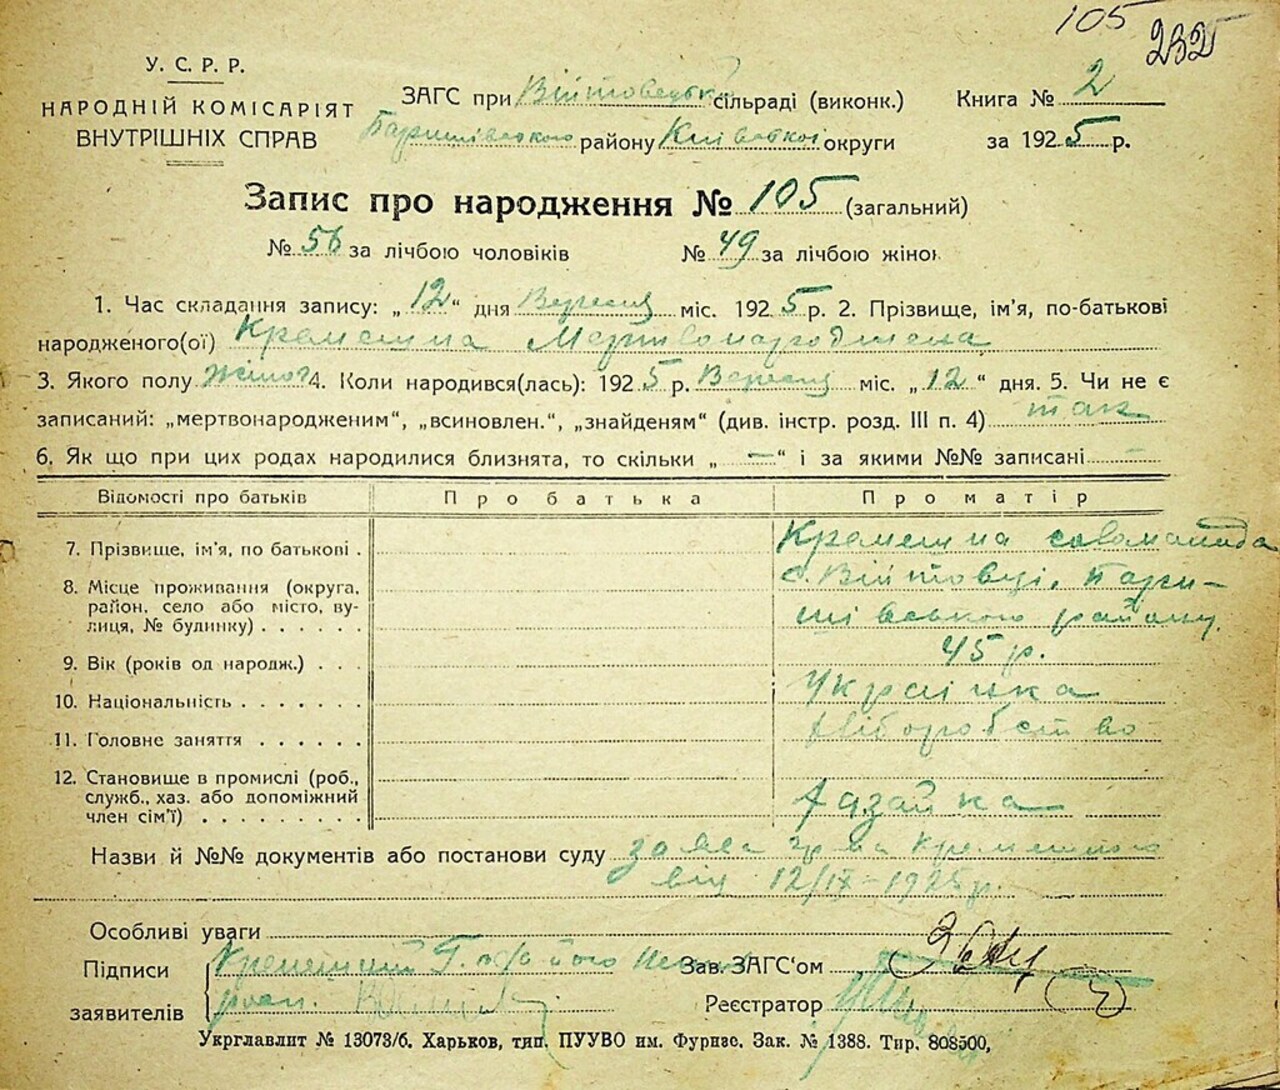 105 232
У. С. Р. Р.
НАРОДНІЙ КОМІСАРІЯТ
ВНУТРІШНІХ СПРАВ
ЗАГС при Війтовецькій сільраді (виконк.)
Баришівського району Київської округи
Книга № 2
за 1925 р.
Запис про народження № 105 (загальний)
№ 56 за лічбою чоловіків № 49 за лічбою жінок
1. Час складання запису: „12“ дня Вересня міс. 1925 р. 2. Прізвище, ім’я, по-батькові
народженого(ої) Мертвонароджена
3. Якого полу жіноч 4. Коли народився(лась): 1925 р. Вересня міс. „12“ дня. 5. Чи не є
записаний: „мертвонародженим“, „всиновлен.“, „знайденям“ (див. інстр. розд. III п. 4) так
6. Як що при цих родах народилися близнята, то скільки „—“ і за якими №№ записані —
Відомості про батьків Про батька Про матір
7. Прізвище, ім’я, по батькові .
8. Місце проживання (округа, с. Війтовці, Бари-
район, село або місто, ву- шівського району
лиця, № будинку) . . . . . .
9. Вік (років од народж.) . . . 45 р.
10. Національність . . . . . . . Українка
11. Головне заняття . . . . . . Хліборобство
12. Становище в промислі (роб.,
служб., хаз. або допоміжний Хазяйка
член сім’ї) . . . . . . . . .
Назви й №№ документів або постанови суду заява гр-на
від 12/IX–1925 р.
Особливі уваги
Підписи Г. Зав. ЗАГС‘ом
заявителів розп. Реєстратор
Укрглавлит № 13073/б. Харьков, тип. ПУУВО им. Фрунзе. Зак. № 1388. Тир. 808500,